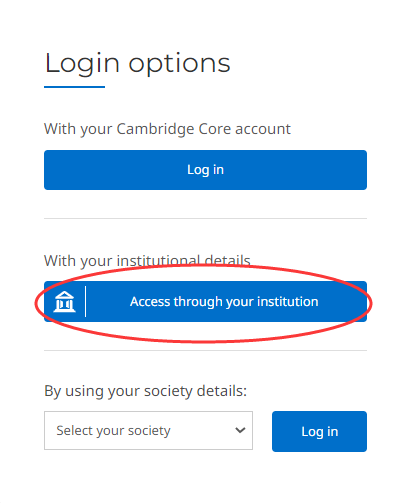 Login options
With your Cambridge Core account
Log in
With your institutional details
Access through your institution
By using your society details:
Select your society
Log in